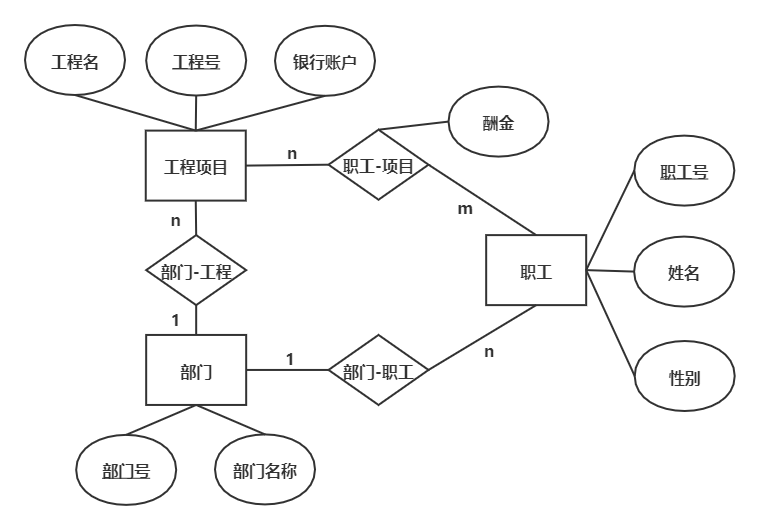 工程名
工程号
银行账户
酬金
工程项目
n
职工-项目
职工号
n
m
部门-工程
职工
姓名
1
部门
1
部门-职工
n
性别
部门号
部门名称